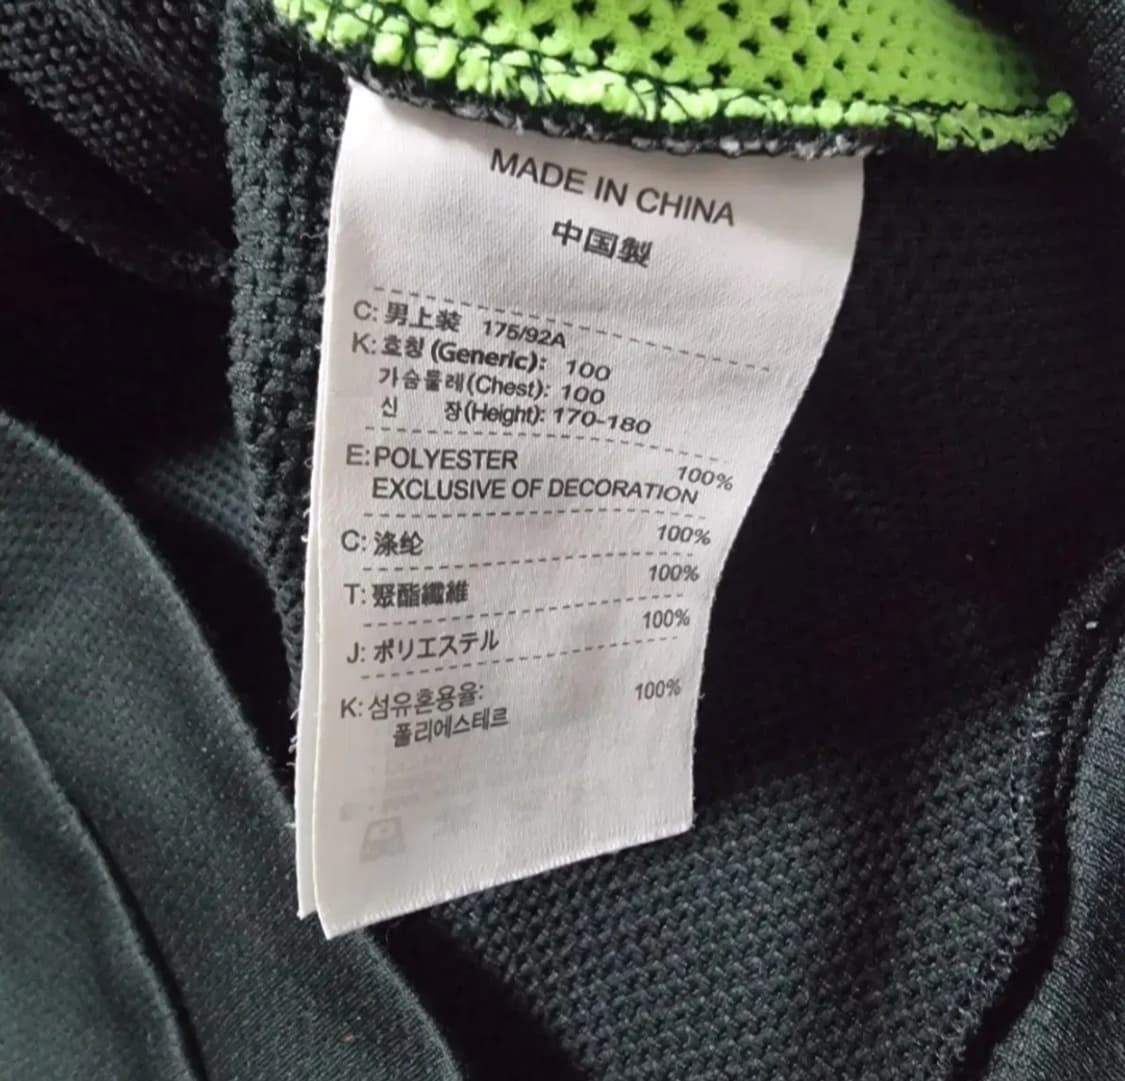 MADE IN CHINA
中国製
C: 男上装 175/92A
K: 호칭 (Generic): 100
가슴둘레(Chest): 100
신 장(Height): 170-180
E: POLYESTER 100%
EXCLUSIVE OF DECORATION
C: 涤纶 100%
T: 聚酯纖維 100%
J: ポリエステル 100%
K: 섬유혼용율: 100%
폴리에스테르